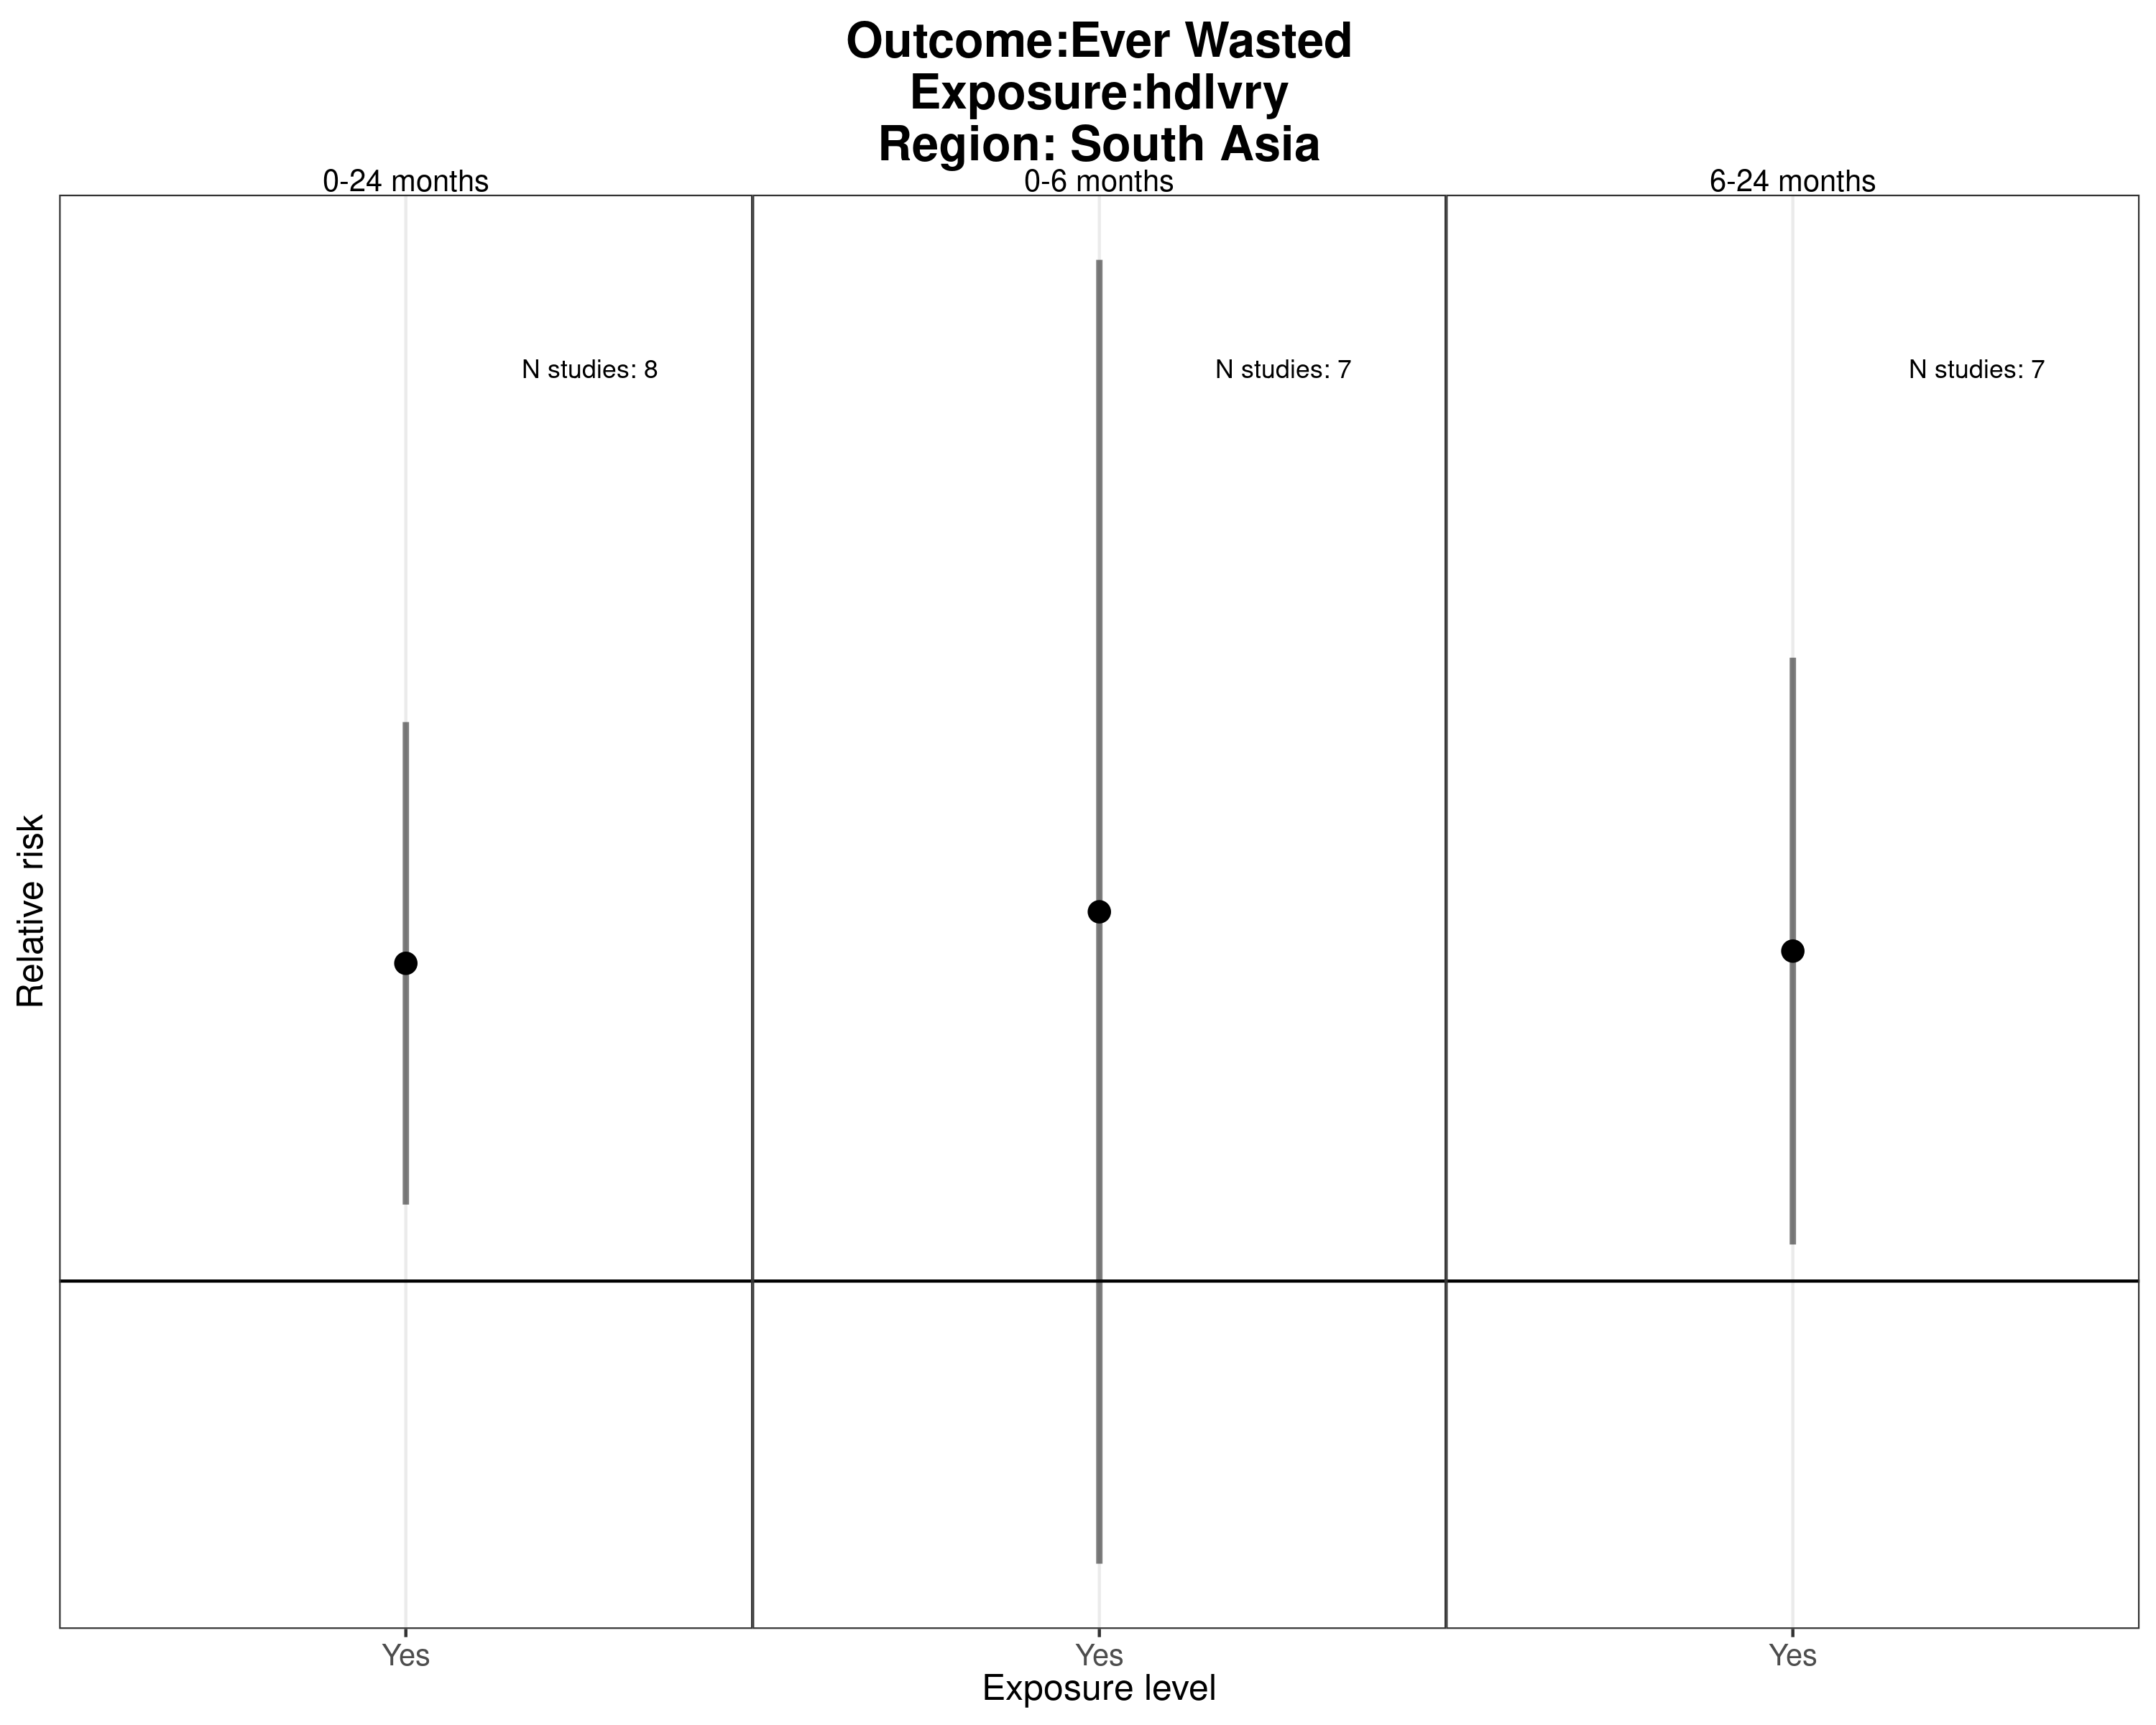 Outcome:Ever Wasted
Exposure:hdlvry
Region: South Asia
0-24 months
0-6 months
6-24 months
N studies: 8
N studies: 7
N studies: 7
Relative risk
Yes
Yes
Yes
Exposure level